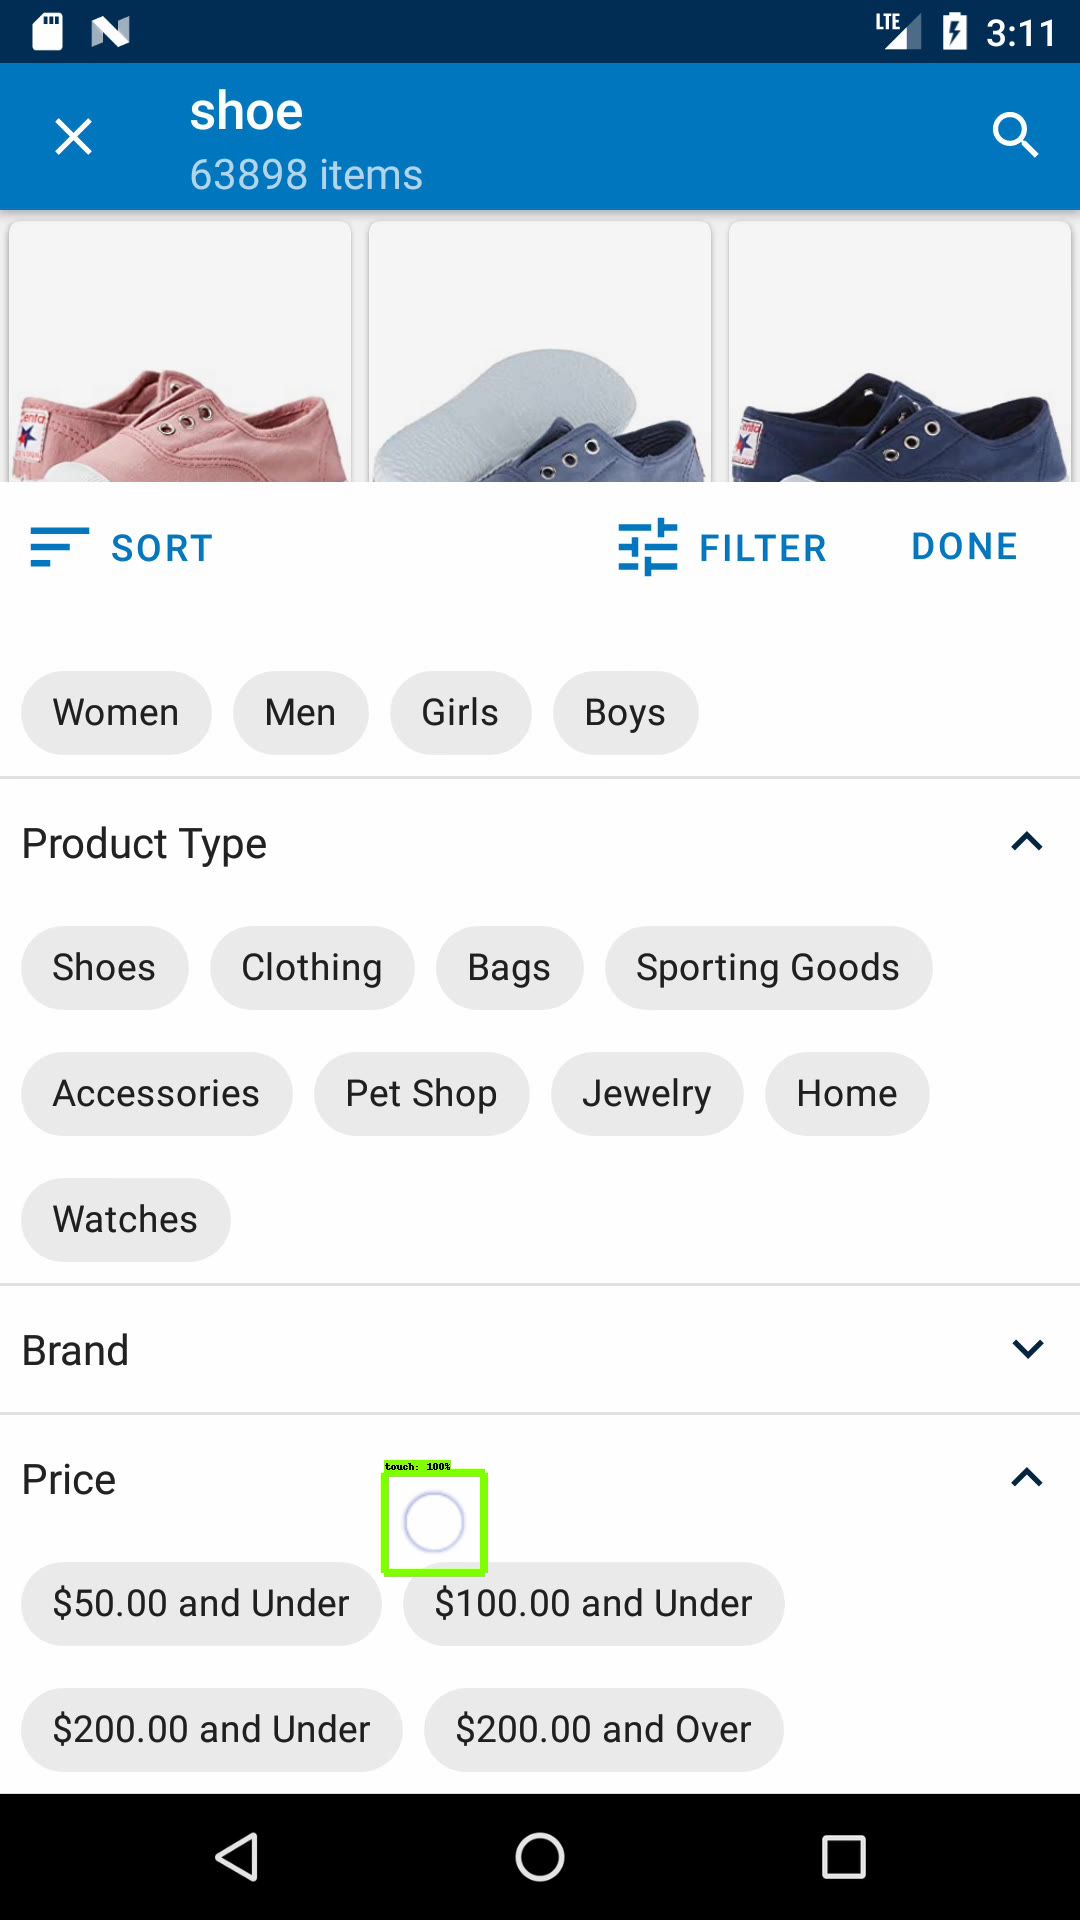 LTE 3:11
shoe
63898 items
SORT FILTER DONE
Women Men Girls Boys
Product Type
Shoes Clothing Bags Sporting Goods
Accessories Pet Shop Jewelry Home
Watches
Brand
Price
touch: 100%
$50.00 and Under $100.00 and Under
$200.00 and Under $200.00 and Over